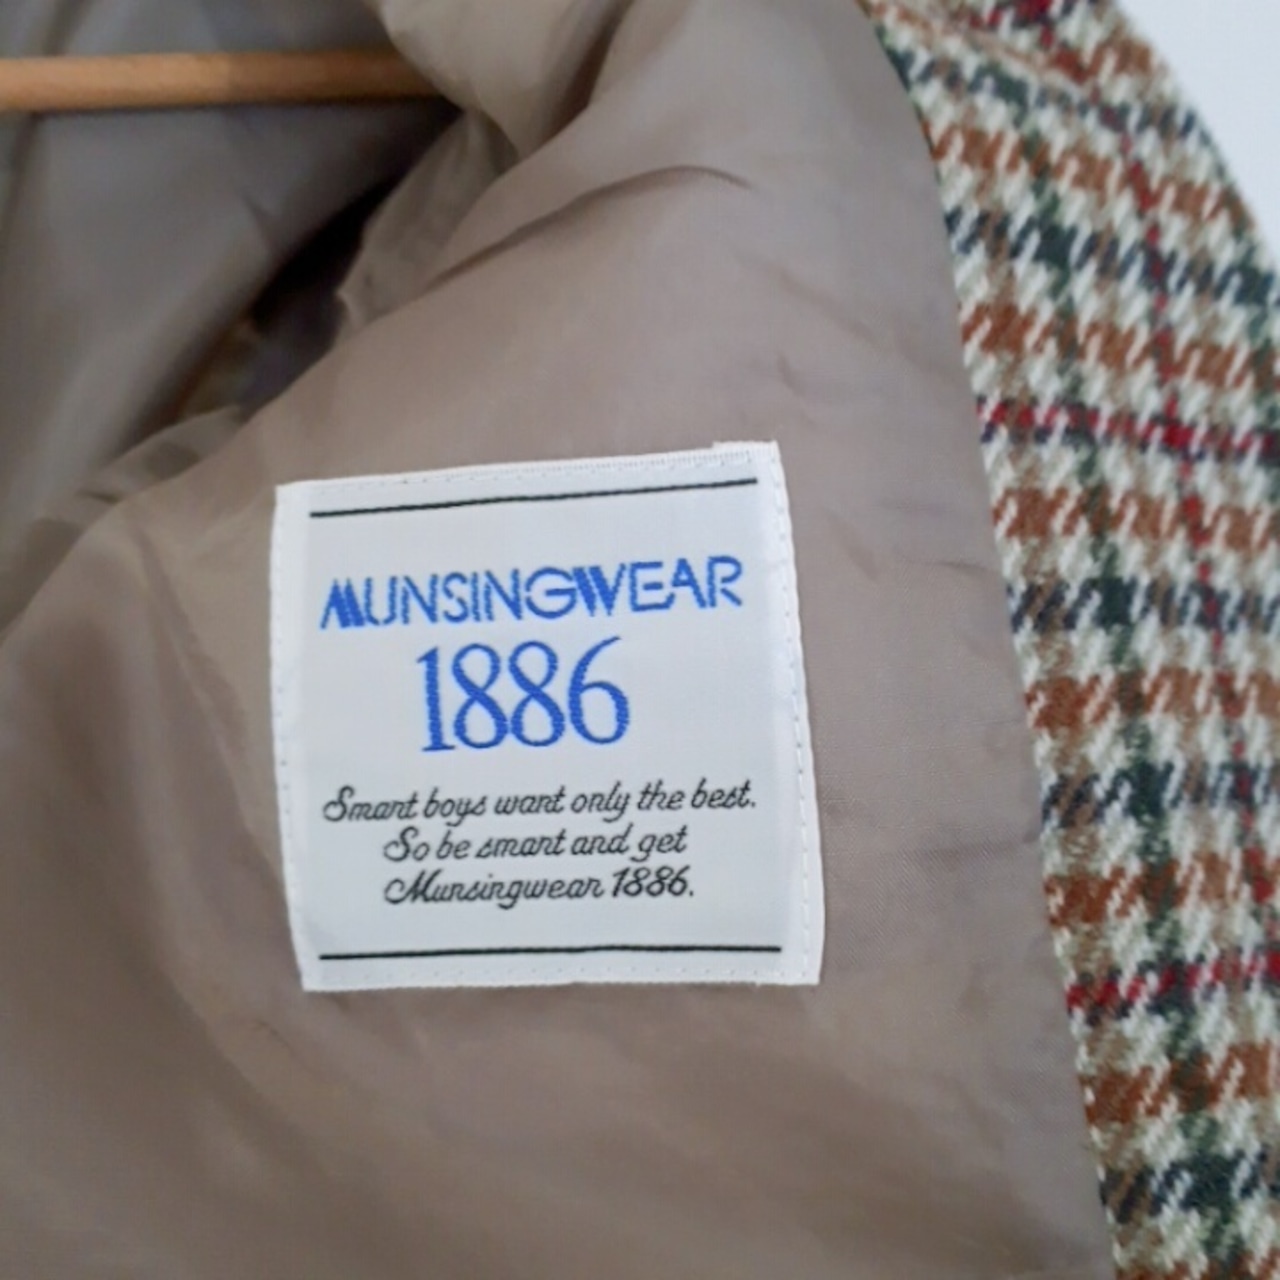 MUNSINGWEAR
1886
Smart boys want only the best.
So be smart and get
Munsingwear 1886.